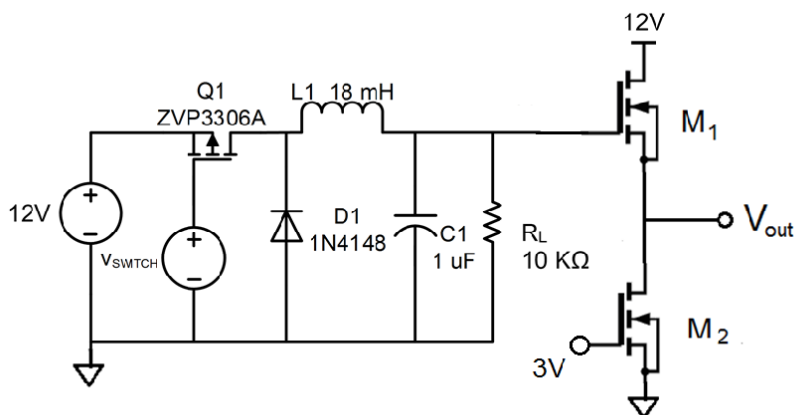 12V
Q1
ZVP3306A
L1 18 mH
M1
12V
+
−
VSWITCH
+
−
D1
1N4148
C1
1 uF
RL
10 KΩ
Vout
3V
M2